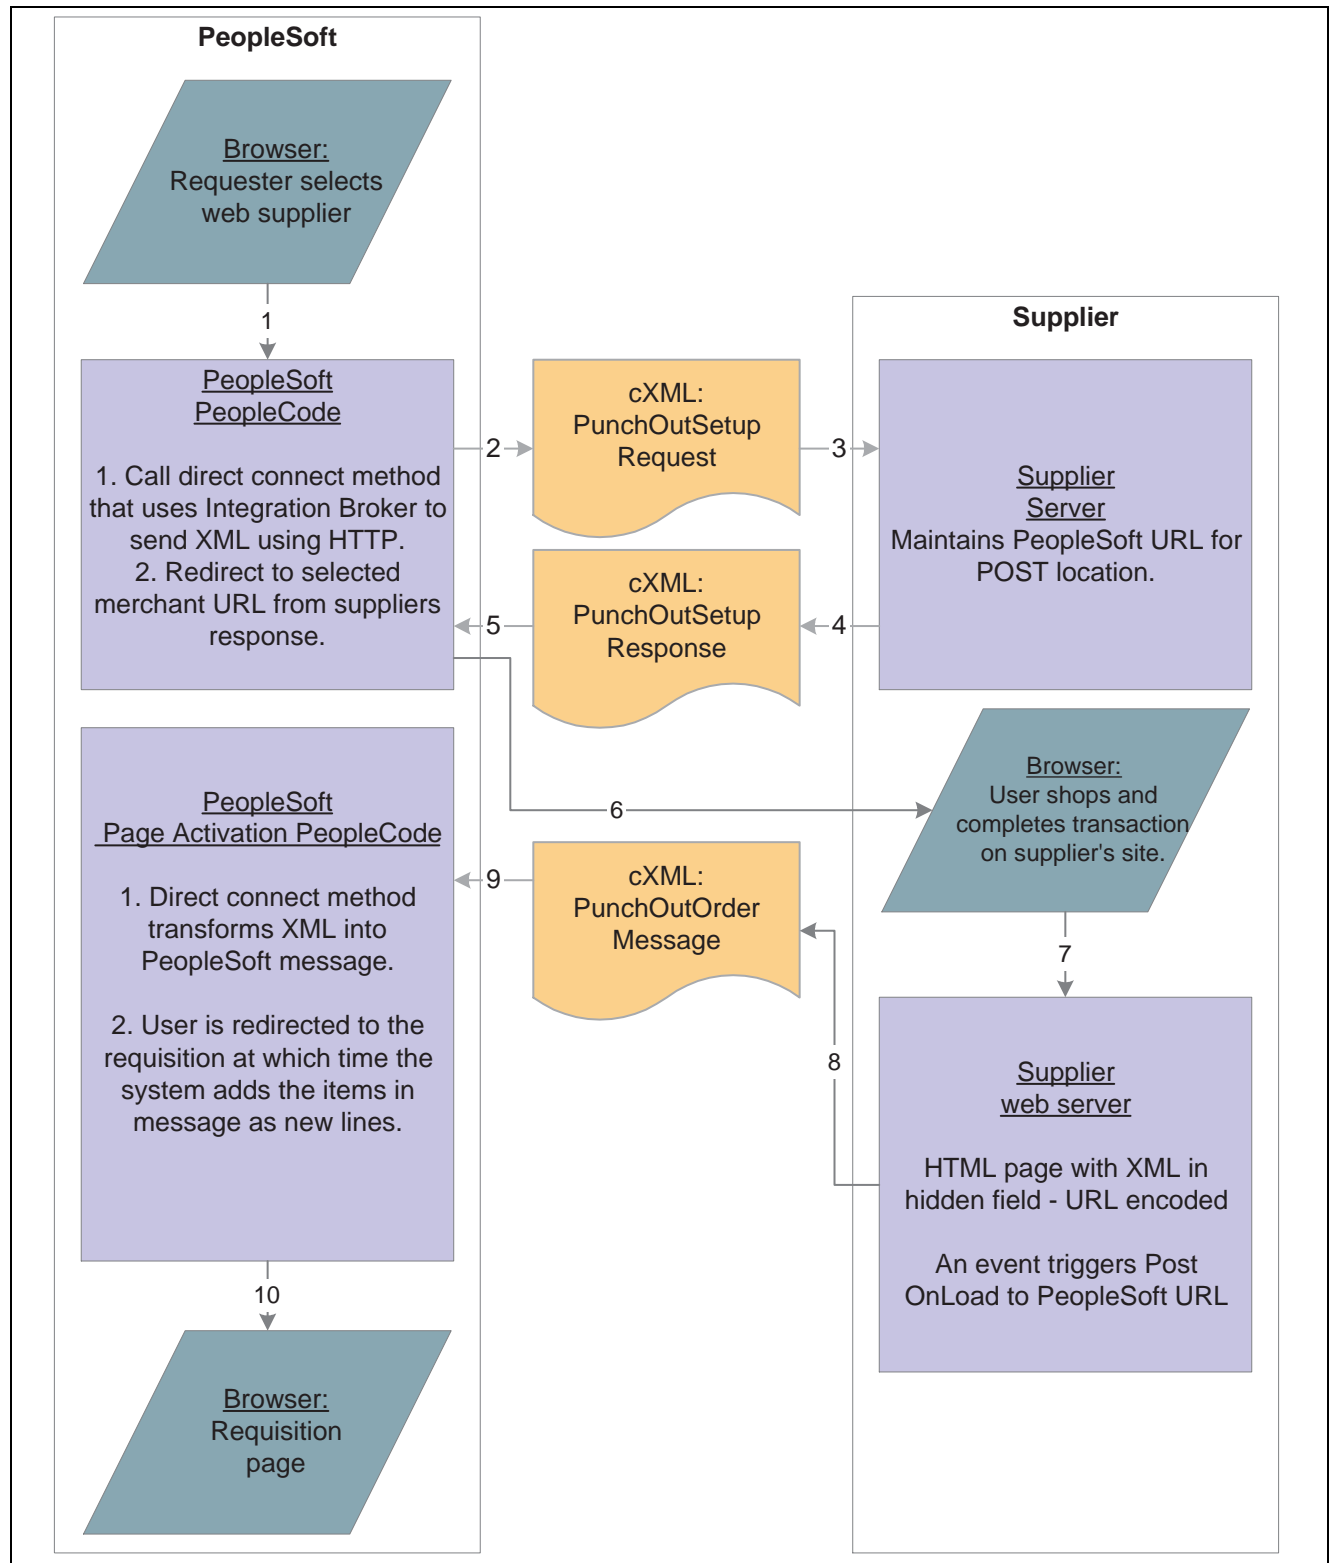 PeopleSoft
Browser:
Requester selects
web supplier
1
PeopleSoft
PeopleCode
1. Call direct connect method
that uses Integration Broker to
send XML using HTTP.
2. Redirect to selected
merchant URL from suppliers
response.
2
cXML:
PunchOutSetup
Request
3
Supplier
Supplier
Server
Maintains PeopleSoft URL for
POST location.
4
cXML:
PunchOutSetup
Response
5
6
Browser:
User shops and
completes transaction
on supplier's site.
7
Supplier
web server
HTML page with XML in
hidden field - URL encoded
An event triggers Post
OnLoad to PeopleSoft URL
8
cXML:
PunchOutOrder
Message
9
PeopleSoft
Page Activation PeopleCode
1. Direct connect method
transforms XML into
PeopleSoft message.
2. User is redirected to the
requisition at which time the
system adds the items in
message as new lines.
10
Browser:
Requisition
page